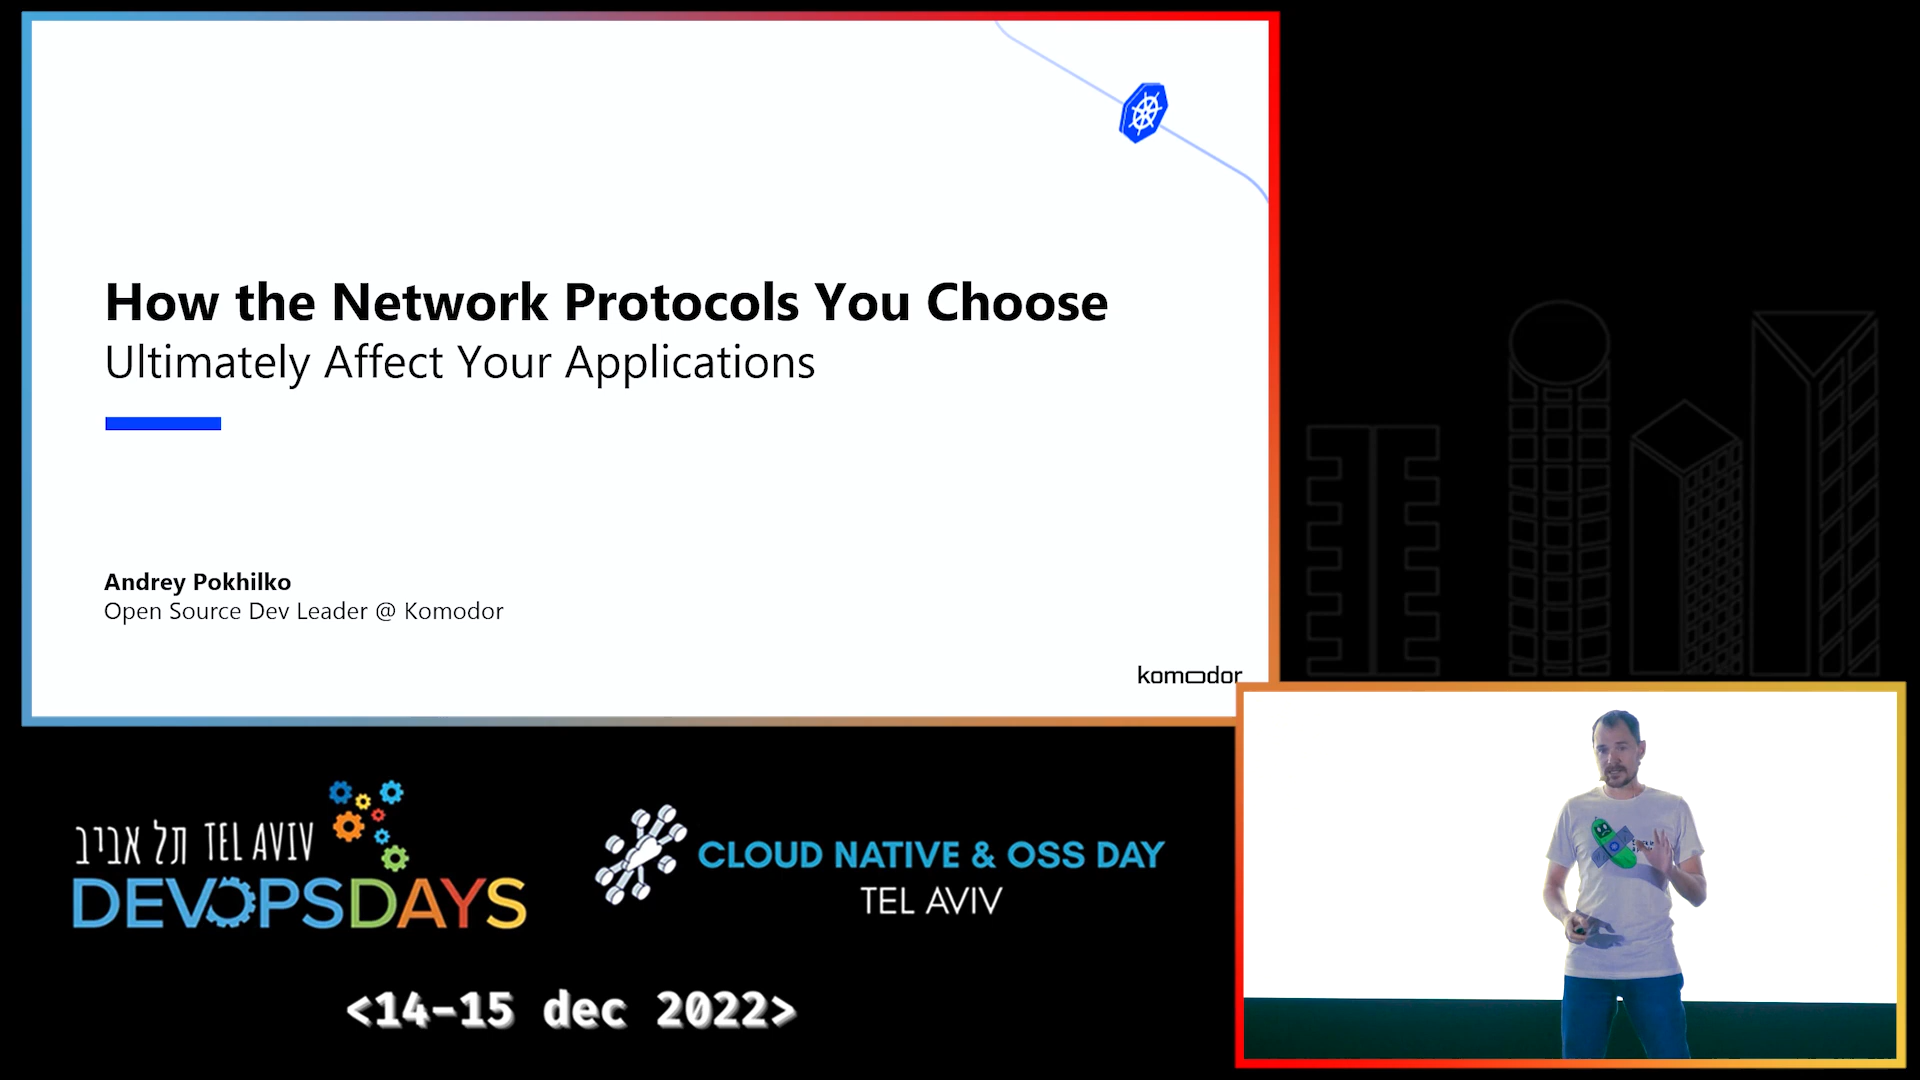 How the Network Protocols You Choose
Ultimately Affect Your Applications
Andrey Pokhilko
Open Source Dev Leader @ Komodor
komodor
תל אביב TEL AVIV
DEVOPSDAYS
CLOUD NATIVE & OSS DAY
TEL AVIV
<14-15 dec 2022>